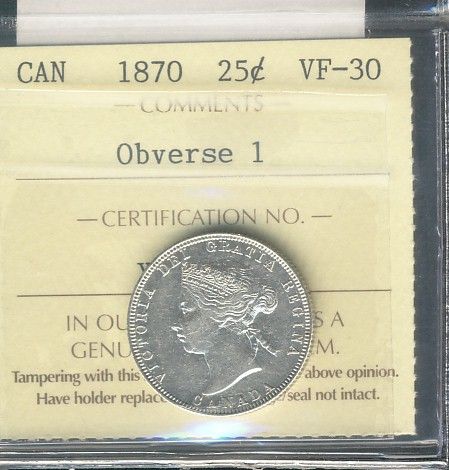 CAN 1870 25¢ VF-30
— COMMENTS —
Obverse 1
— CERTIFICATION NO. —
IN OU S A
GENU EM.
Tampering with this above opinion.
Have holder replac /seal not intact.
VICTORIA DEI GRATIA REGINA
CANADA